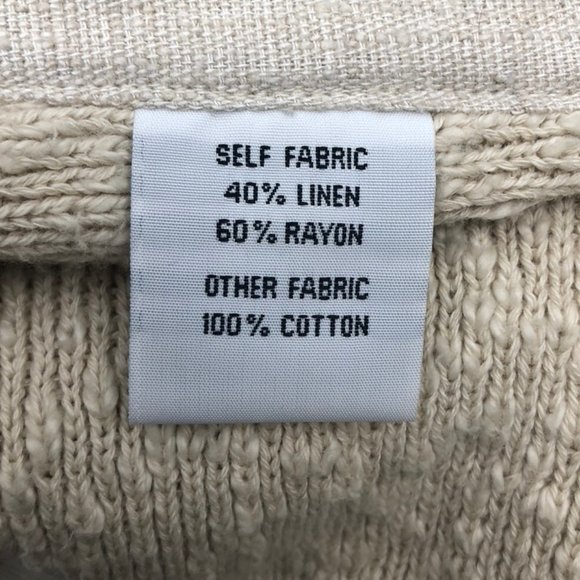 SELF FABRIC
40% LINEN
60% RAYON
OTHER FABRIC
100% COTTON